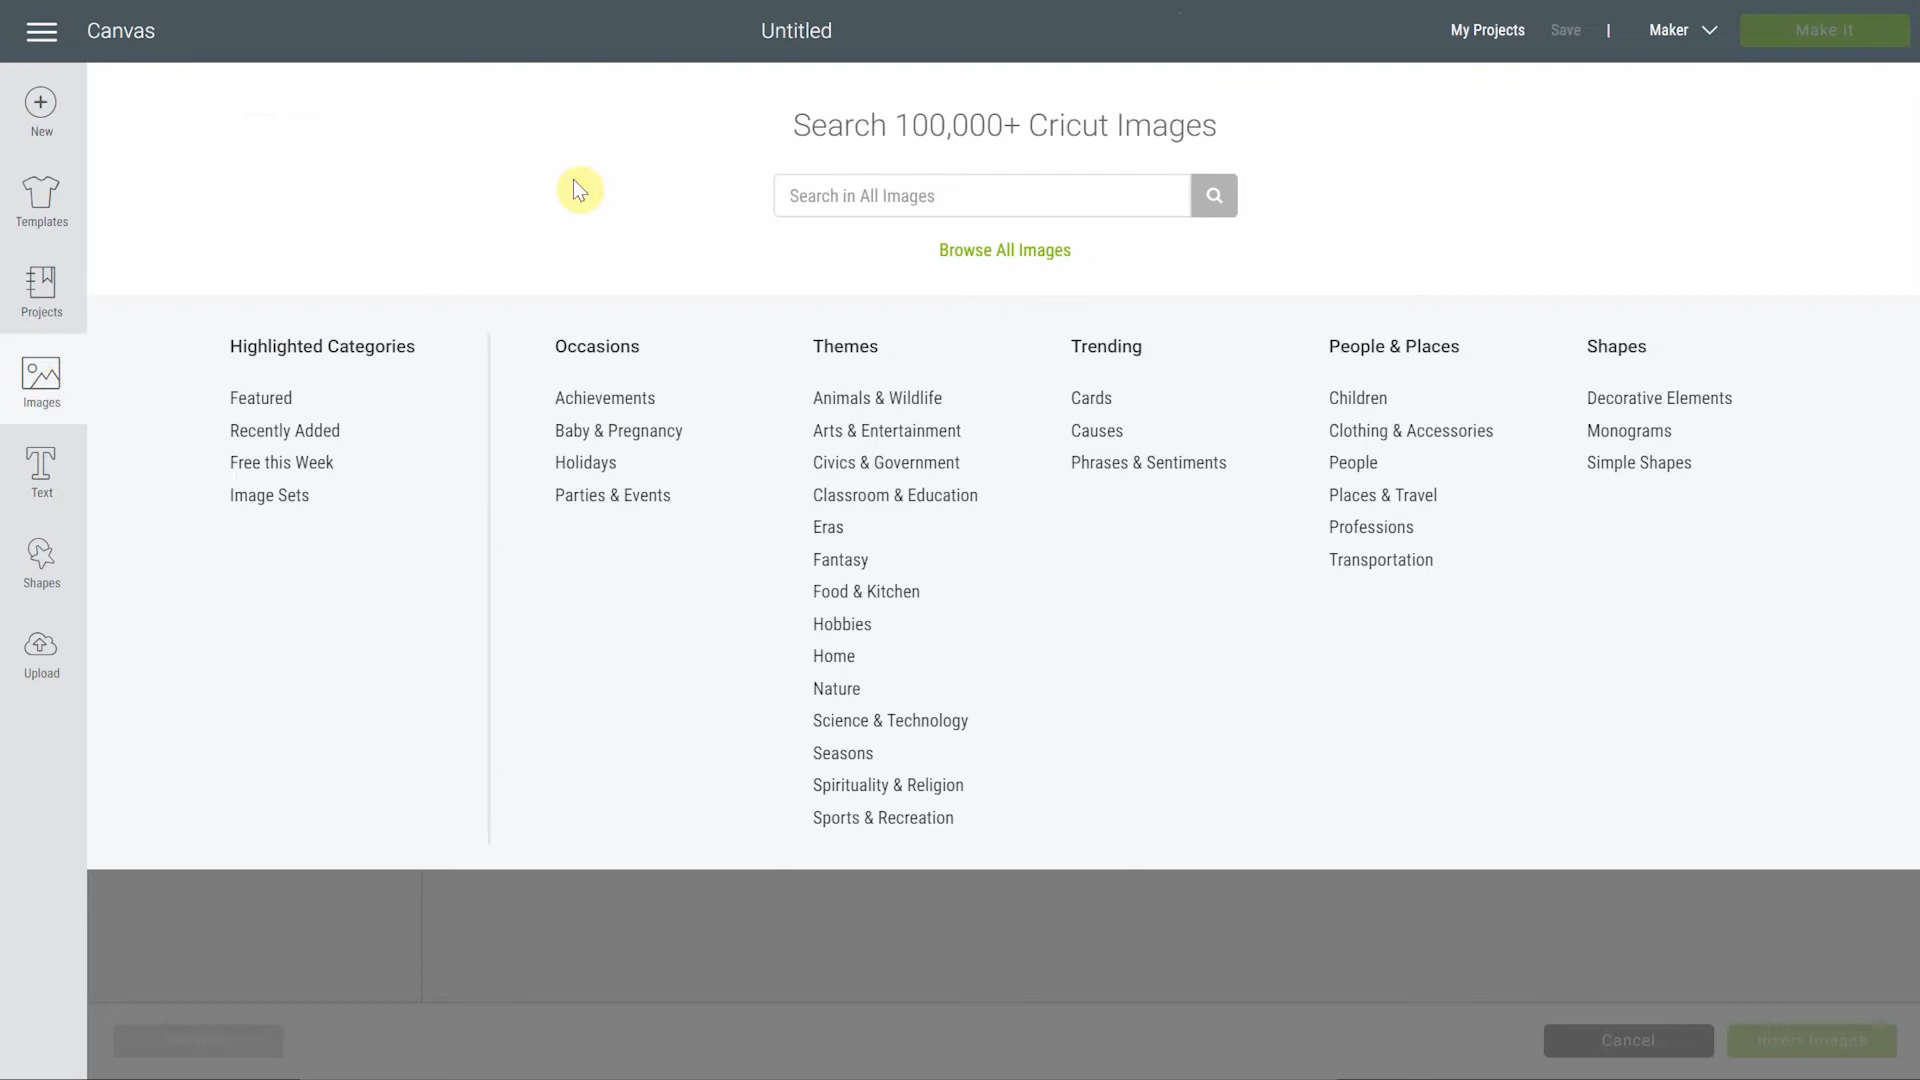 Canvas
Untitled
My Projects
Save
|
Maker
Make It
New
Templates
Projects
Images
Text
Shapes
Upload
Search 100,000+ Cricut Images
Search in All Images
Browse All Images
Highlighted Categories
Featured
Recently Added
Free this Week
Image Sets
Occasions
Achievements
Baby & Pregnancy
Holidays
Parties & Events
Themes
Animals & Wildlife
Arts & Entertainment
Civics & Government
Classroom & Education
Eras
Fantasy
Food & Kitchen
Hobbies
Home
Nature
Science & Technology
Seasons
Spirituality & Religion
Sports & Recreation
Trending
Cards
Causes
Phrases & Sentiments
People & Places
Children
Clothing & Accessories
People
Places & Travel
Professions
Transportation
Shapes
Decorative Elements
Monograms
Simple Shapes
Cancel
Insert Images